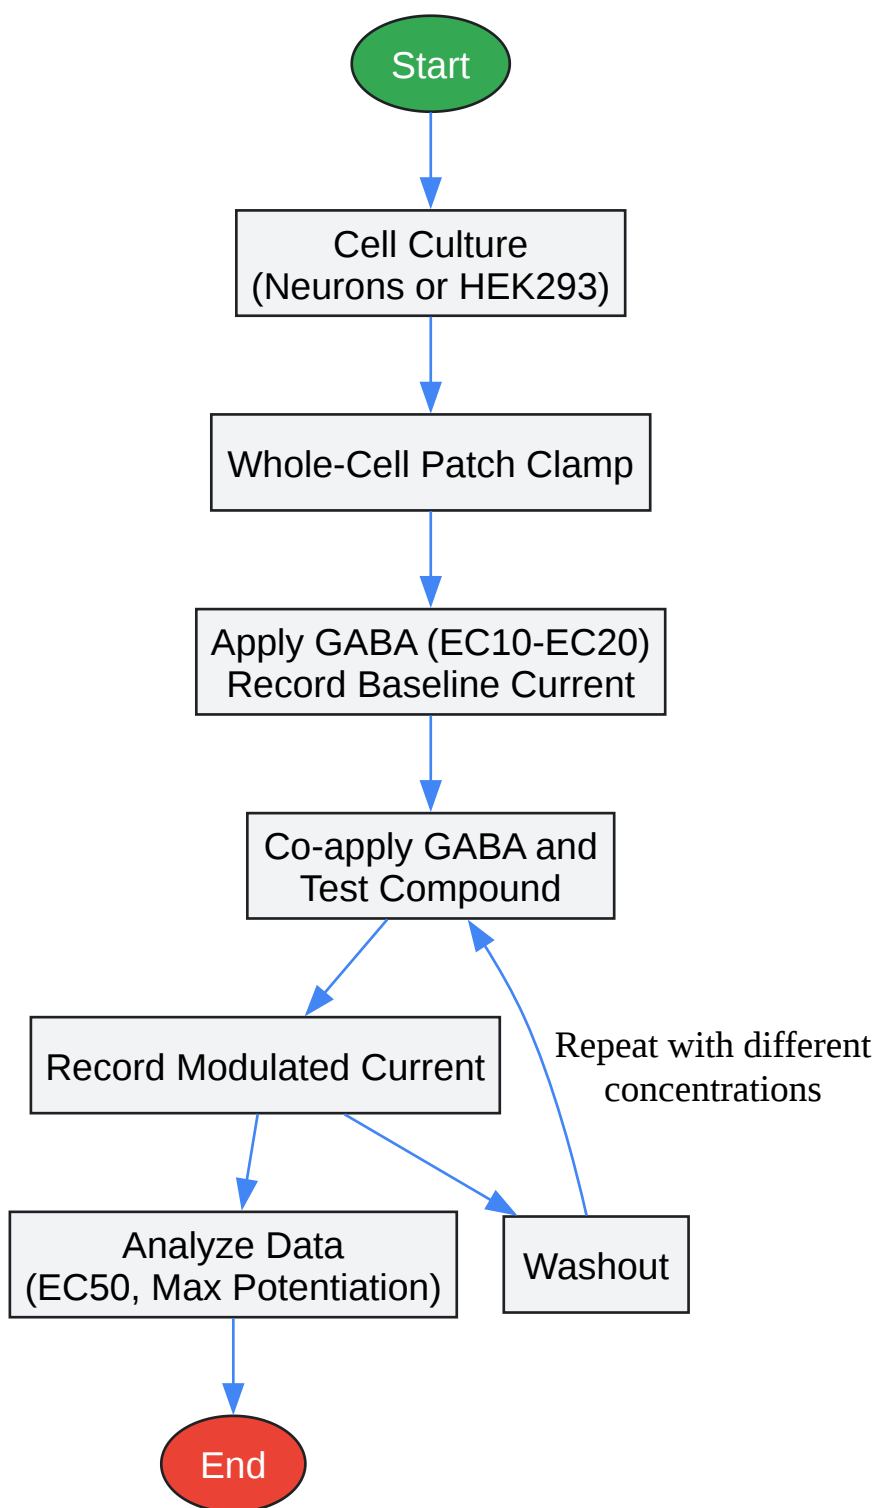 Start
Cell Culture
(Neurons or HEK293)
Whole-Cell Patch Clamp
Apply GABA (EC10-EC20)
Record Baseline Current
Co-apply GABA and
Test Compound
Repeat with different
concentrations
Record Modulated Current
Analyze Data
(EC50, Max Potentiation)
Washout
End